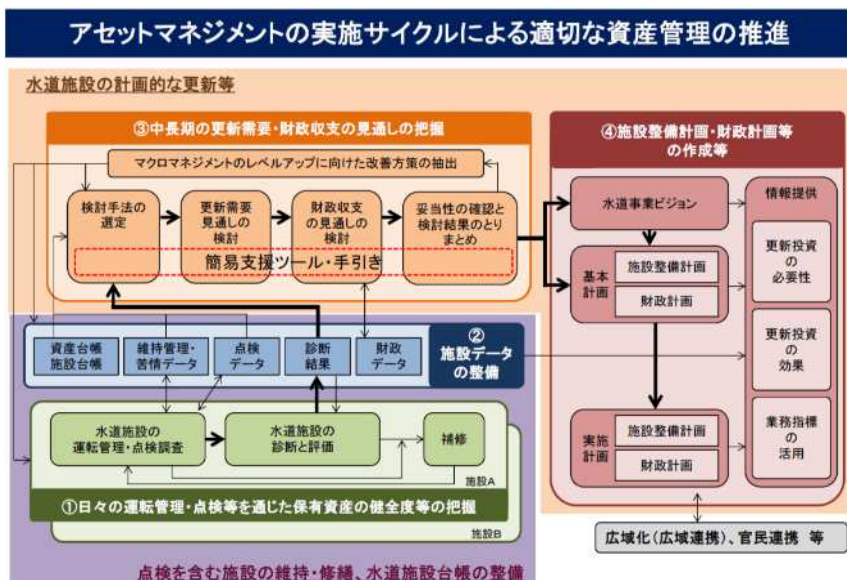 アセットマネジメントの実施サイクルによる適切な資産管理の推進
水道施設の計画的な更新等
③中長期の更新需要・財政収支の見通しの把握
マクロマネジメントのレベルアップに向けた改善方策の抽出
検討手法の
選定
更新需要
見通しの
検討
財政収支
の見通しの
検討
妥当性の確認と
検討結果のとり
まとめ
簡易支援ツール・手引き
④施設整備計画・財政計画等
の作成等
水道事業ビジョン
基本
計画
施設整備計画
財政計画
実施
計画
施設整備計画
財政計画
情報提供
更新投資
の
必要性
更新投資
の
効果
業務指標
の
活用
資産台帳
施設台帳
維持管理・
苦情データ
点検
データ
診断
結果
財政
データ
②
施設データ
の整備
水道施設の
運転管理・点検調査
水道施設の
診断と評価
補修
施設A
①日々の運転管理・点検等を通じた保有資産の健全度等の把握
施設B
点検を含む施設の維持・修繕、水道施設台帳の整備
広域化（広域連携）、官民連携 等